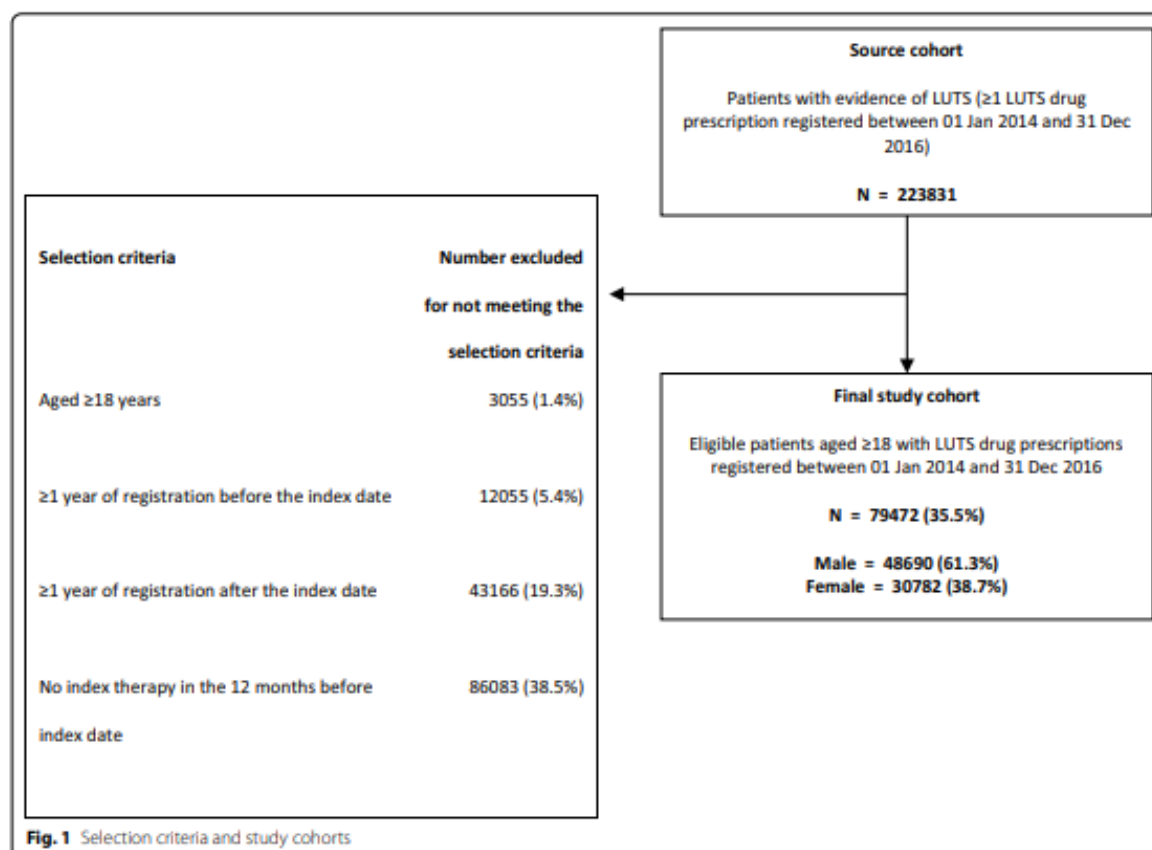 Source cohort
Patients with evidence of LUTS (≥1 LUTS drug
prescription registered between 01 Jan 2014 and 31 Dec
2016)
N = 223831
Selection criteria
Number excluded
for not meeting the
selection criteria
Aged ≥18 years
3055 (1.4%)
≥1 year of registration before the index date
12055 (5.4%)
≥1 year of registration after the index date
43166 (19.3%)
No index therapy in the 12 months before
86083 (38.5%)
index date
Final study cohort
Eligible patients aged ≥18 with LUTS drug prescriptions
registered between 01 Jan 2014 and 31 Dec 2016
N = 79472 (35.5%)
Male = 48690 (61.3%)
Female = 30782 (38.7%)
Fig. 1 Selection criteria and study cohorts